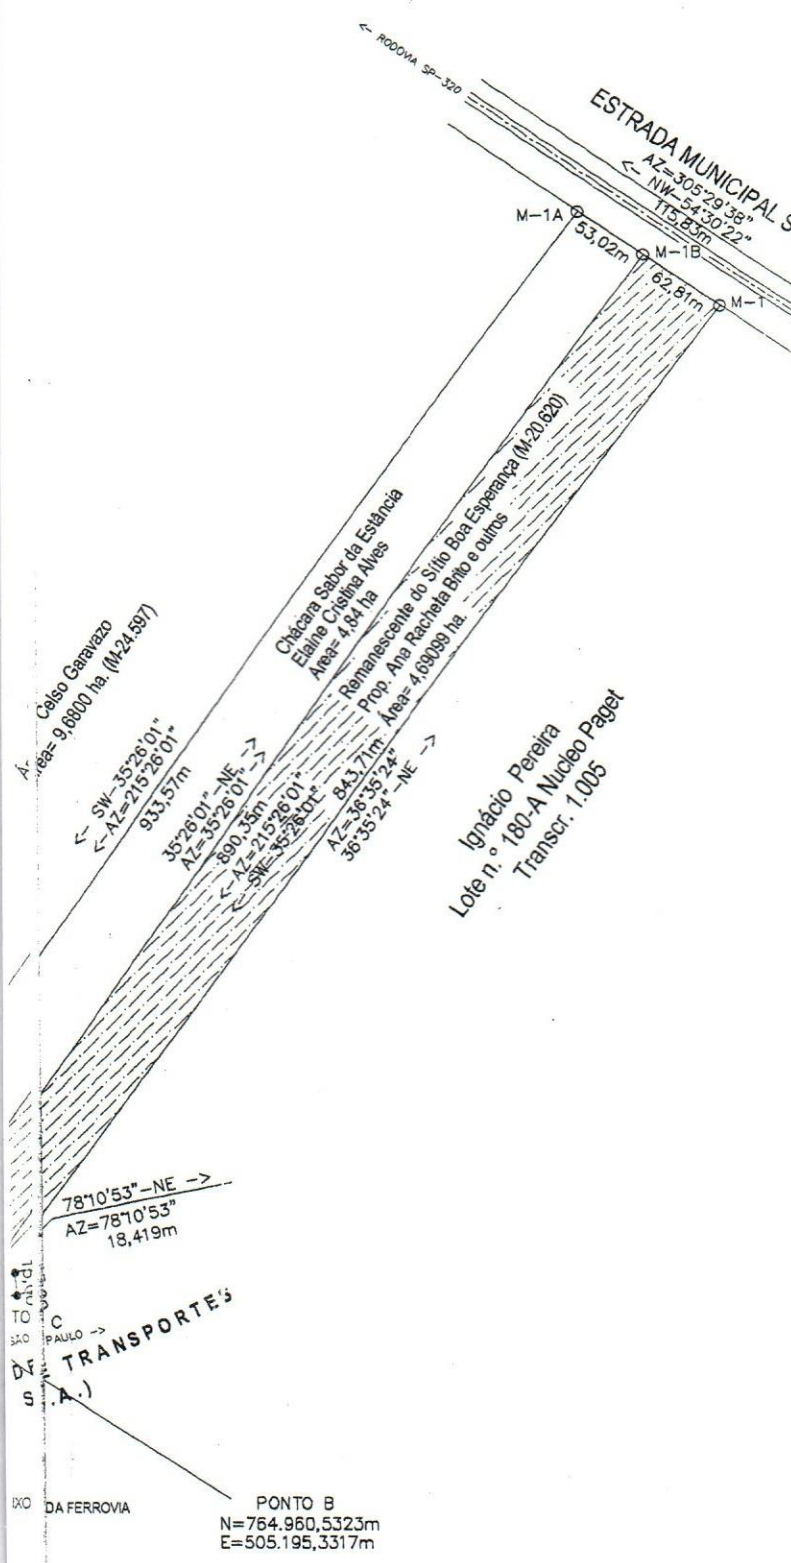 <- RODOVIA SP-320
ESTRADA MUNICIPAL S
AZ=305°29'38"
<- NW-54°30'22"
115,83m
M-1A
53,02m
M-1B
62,81m
M-1
Celso Garavazo
Área= 9,6800 ha. (M-24.597)
Chácara Sabor da Estância
Elaine Cristina Alves
Area= 4,84 ha
Remanescente do Sítio Boa Esperança (M-20.620)
Prop. Ana Racheta Brito e outros
Área= 4,69099 ha.
<- SW-35°26'01"
<-AZ=215°26'01"
933,57m
35°26'01"-NE ->
AZ=35°26'01" ->
890,35m
<-AZ=215°26'01"
<- SW-35°26'01"
843,71m
AZ=36°35'24"
36°35'24"-NE ->
Ignácio Pereira
Lote n.º 180-A Nucleo Paget
Transcr. 1.005
78°10'53"-NE ->
AZ=78°10'53"
18,419m
TO C
SÃO PAULO ->
DE TRANSPORTES
S.A.)
IXO DA FERROVIA
PONTO B
N=764.960,5323m
E=505.195,3317m